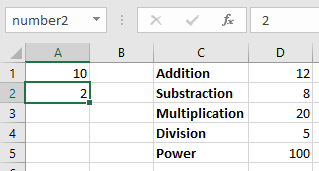 number2 fx 2
A B C D
1 10 Addition 12
2 2 Substraction 8
3 Multiplication 20
4 Division 5
5 Power 100